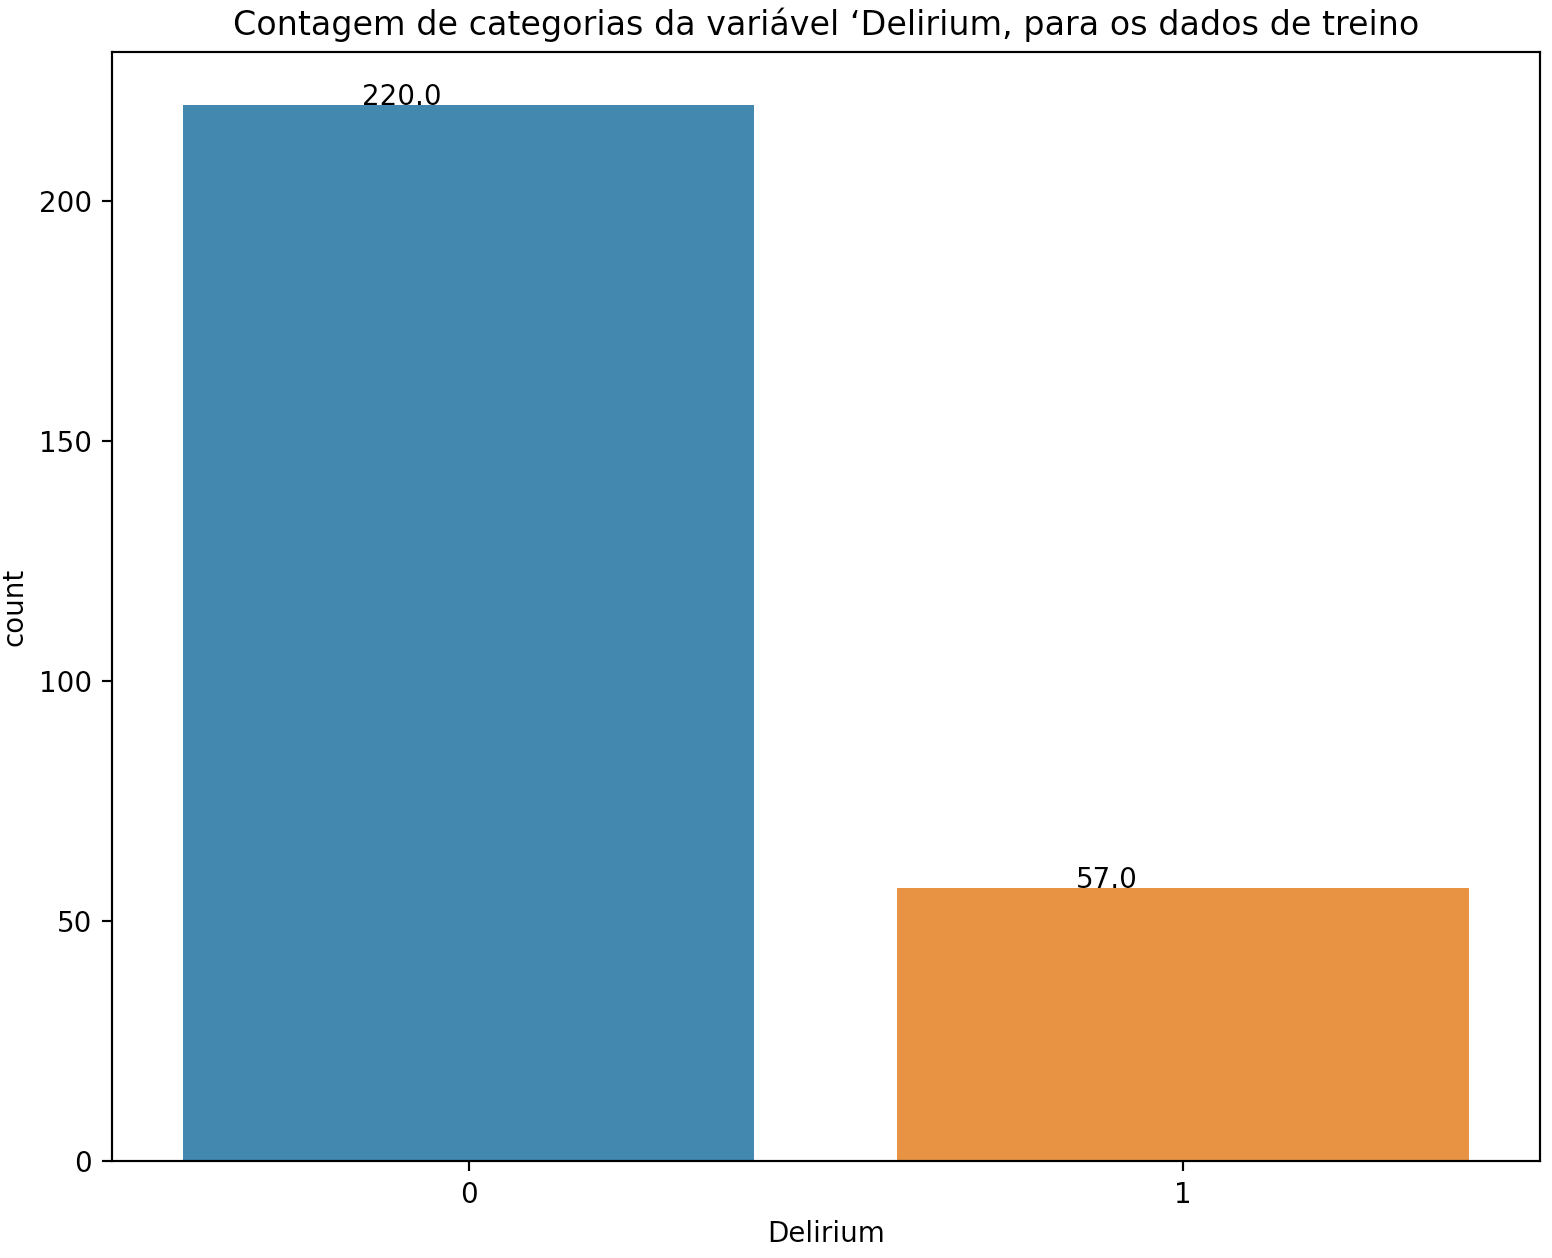 Contagem de categorias da variável ‘Delirium, para os dados de treino
220.0
200
150
count
100
57.0
50
0
0 1
Delirium